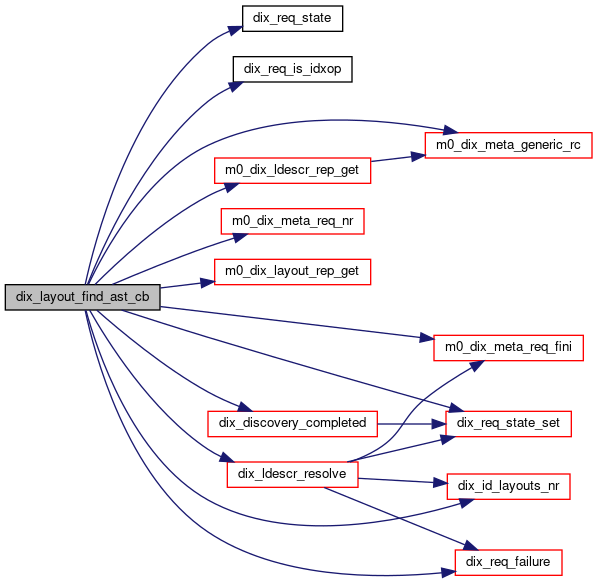 dix_req_state
dix_req_is_idxop
m0_dix_meta_generic_rc
m0_dix_ldescr_rep_get
m0_dix_meta_req_nr
m0_dix_layout_rep_get
dix_layout_find_ast_cb
m0_dix_meta_req_fini
dix_discovery_completed
dix_req_state_set
dix_ldescr_resolve
dix_id_layouts_nr
dix_req_failure